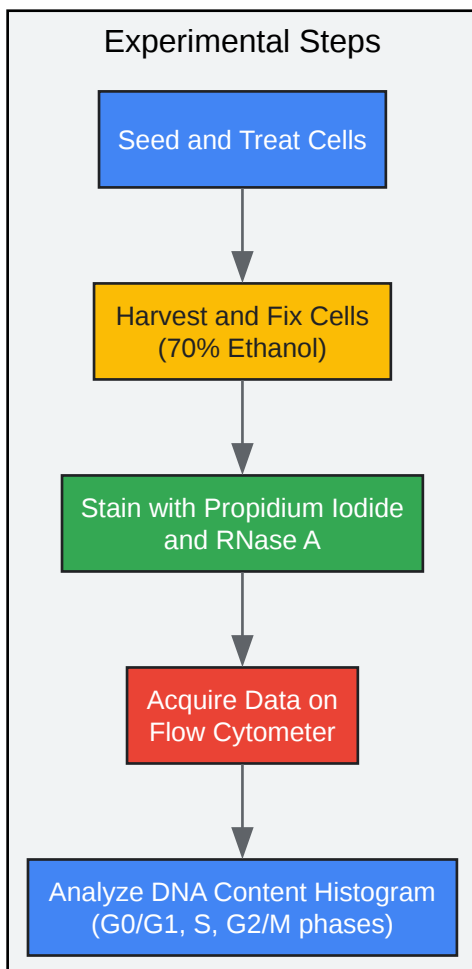 Experimental Steps
Seed and Treat Cells
Harvest and Fix Cells
(70% Ethanol)
Stain with Propidium Iodide
and RNase A
Acquire Data on
Flow Cytometer
Analyze DNA Content Histogram
(G0/G1, S, G2/M phases)